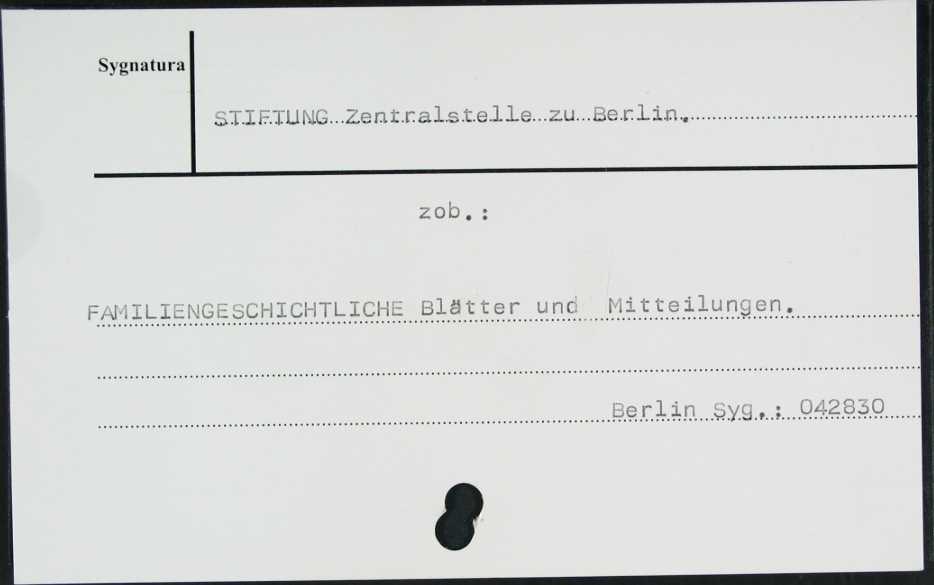 Sygnatura
STIFTUNG Zentralstelle zu Berlin.
zob.:
FAMILIENGESCHICHTLICHE Blätter und Mitteilungen.
Berlin Syg.: 042830